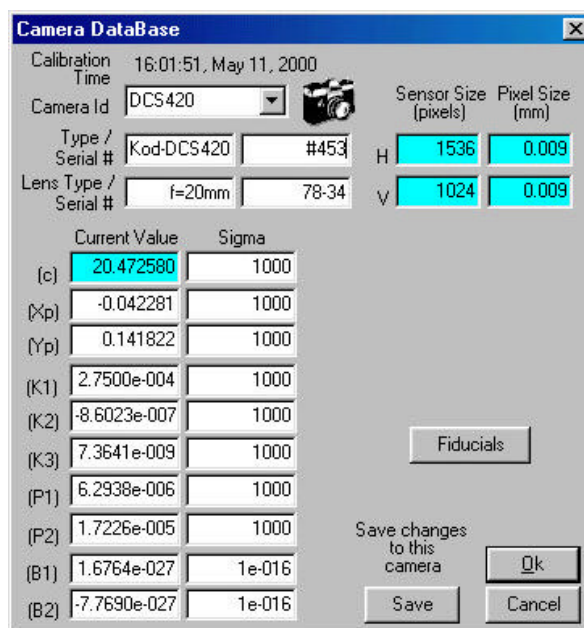 Camera DataBase
Calibration Time 16:01:51, May 11, 2000
Camera Id DCS420
Sensor Size (pixels) Pixel Size (mm)
Type / Serial # Kod-DCS420 #453
H 1536 0.009
Lens Type / Serial # f=20mm 78-34
V 1024 0.009
Current Value Sigma
(c) 20.472580 1000
(Xp) -0.042281 1000
(Yp) 0.141822 1000
(K1) 2.7500e-004 1000
(K2) -8.6023e-007 1000
(K3) 7.3641e-009 1000
Fiducials
(P1) 6.2938e-006 1000
(P2) 1.7226e-005 1000
(B1) 1.6764e-027 1e-016
(B2) -7.7690e-027 1e-016
Save changes to this camera
Save
Ok
Cancel